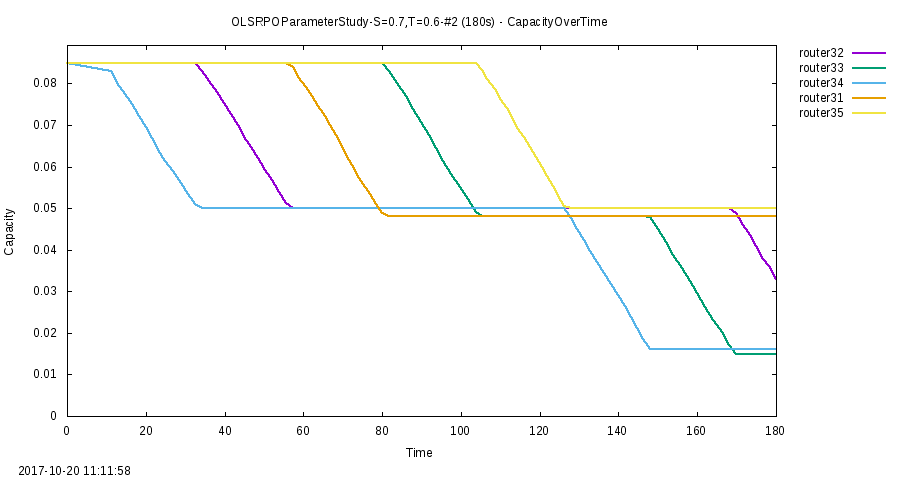 OLSRPOParameterStudy-S=0.7,T=0.6-#2 (180s) - CapacityOverTime
router32
router33
router34
router31
router35
0.08
0.07
0.06
0.05
0.04
0.03
0.02
0.01
0
Capacity
0 20 40 60 80 100 120 140 160 180
Time
2017-10-20 11:11:58